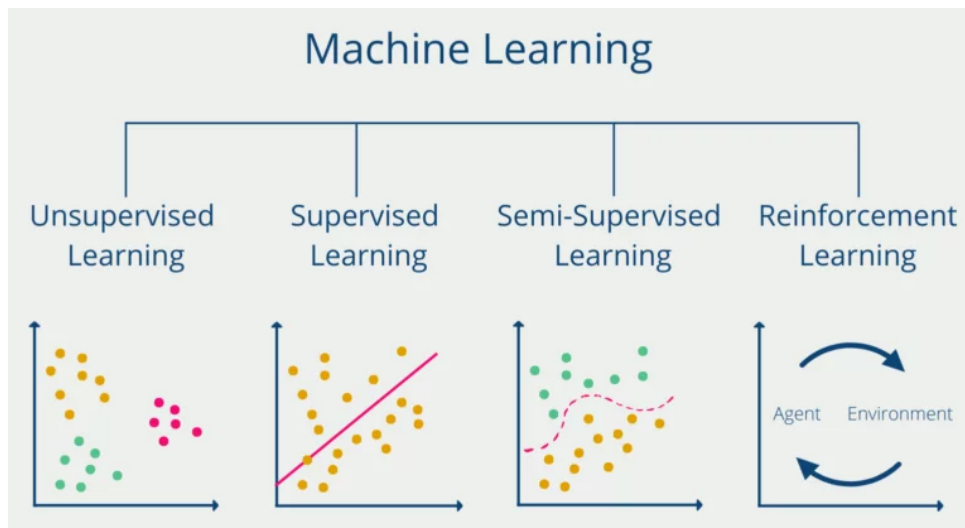 Machine Learning
Unsupervised
Learning
Supervised
Learning
Semi-Supervised
Learning
Reinforcement
Learning
Agent
Environment